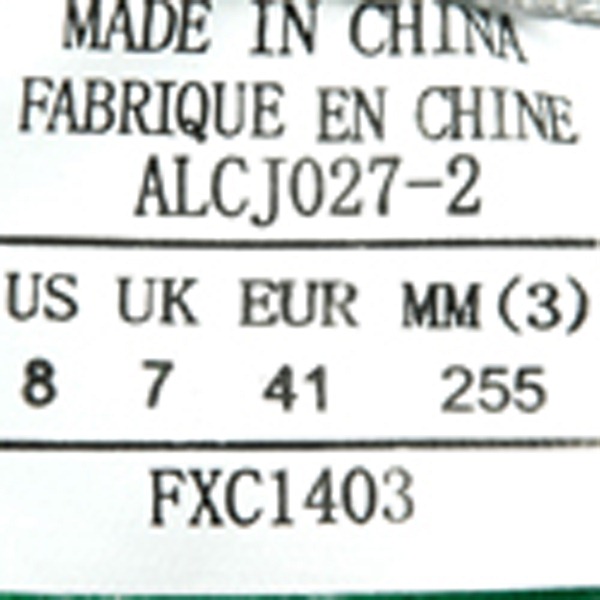 MADE IN CHINA
FABRIQUE EN CHINE
ALCJ027-2
US UK EUR MM(3)
8 7 41 255
FXC1403